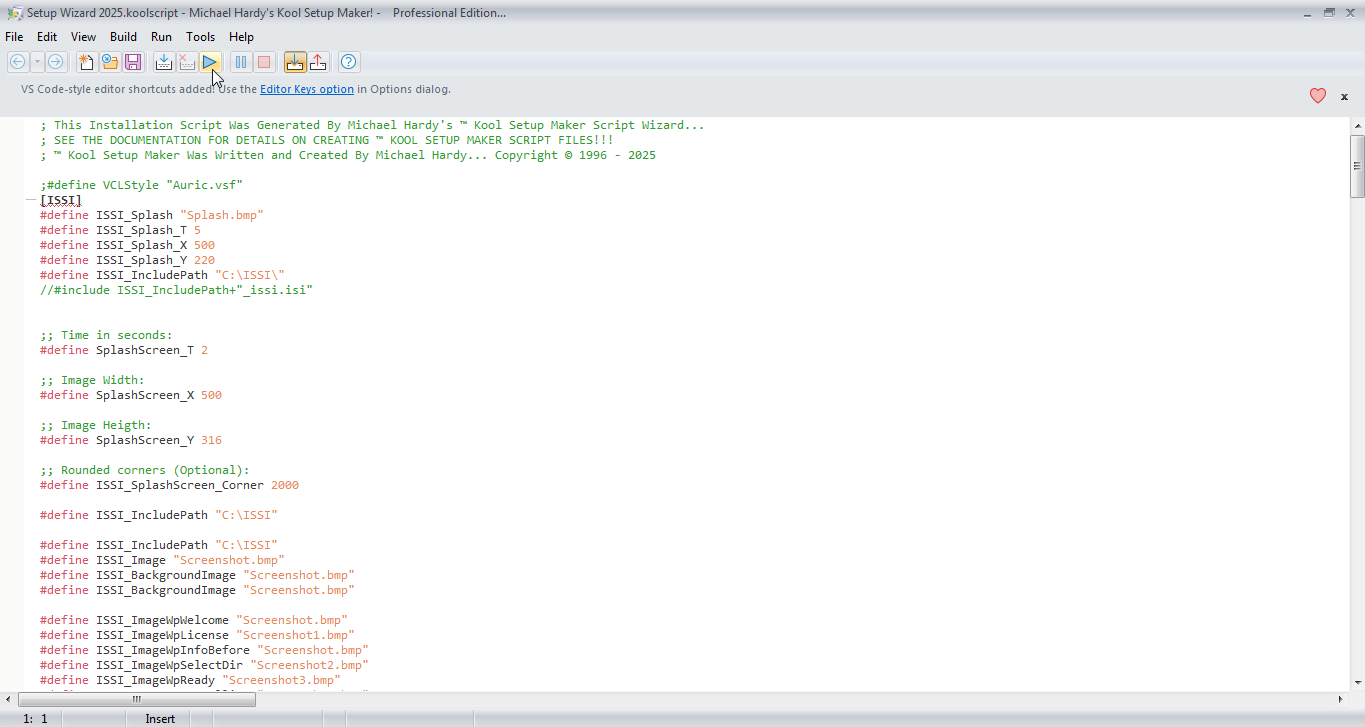 Setup Wizard 2025.koolscript - Michael Hardy's Kool Setup Maker! - Professional Edition...
File Edit View Build Run Tools Help
VS Code-style editor shortcuts added! Use the Editor Keys option in Options dialog.
x
; This Installation Script Was Generated By Michael Hardy's ™ Kool Setup Maker Script Wizard...
; SEE THE DOCUMENTATION FOR DETAILS ON CREATING ™ KOOL SETUP MAKER SCRIPT FILES!!!
; ™ Kool Setup Maker Was Written and Created By Michael Hardy... Copyright © 1996 - 2025
;#define VCLStyle "Auric.vsf"
[ISSI]
#define ISSI_Splash "Splash.bmp"
#define ISSI_Splash_T 5
#define ISSI_Splash_X 500
#define ISSI_Splash_Y 220
#define ISSI_IncludePath "C:\ISSI\"
//#include ISSI_IncludePath+"_issi.isi"
;; Time in seconds:
#define SplashScreen_T 2
;; Image Width:
#define SplashScreen_X 500
;; Image Heigth:
#define SplashScreen_Y 316
;; Rounded corners (Optional):
#define ISSI_SplashScreen_Corner 2000
#define ISSI_IncludePath "C:\ISSI"
#define ISSI_IncludePath "C:\ISSI"
#define ISSI_Image "Screenshot.bmp"
#define ISSI_BackgroundImage "Screenshot.bmp"
#define ISSI_BackgroundImage "Screenshot.bmp"
#define ISSI_ImageWpWelcome "Screenshot.bmp"
#define ISSI_ImageWpLicense "Screenshot1.bmp"
#define ISSI_ImageWpInfoBefore "Screenshot.bmp"
#define ISSI_ImageWpSelectDir "Screenshot2.bmp"
#define ISSI_ImageWpReady "Screenshot3.bmp"
1: 1 Insert